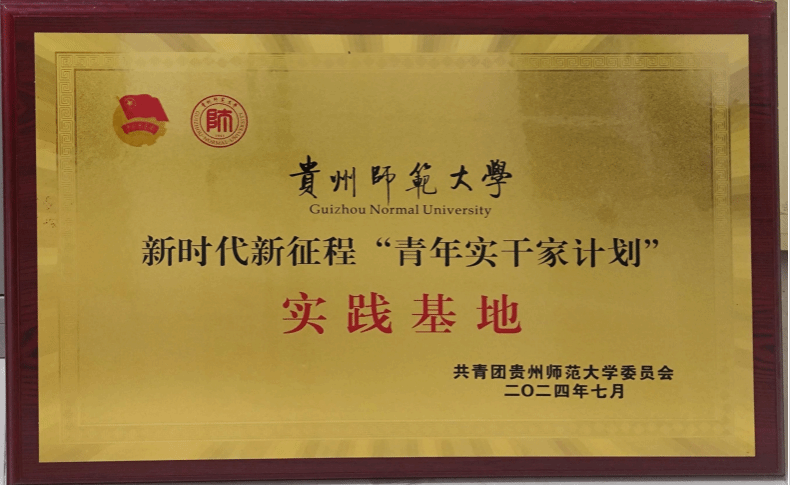 貴州師範大學
Guizhou Normal University
新时代新征程“青年实干家计划”
实践基地
共青团贵州师范大学委员会
二〇二四年七月